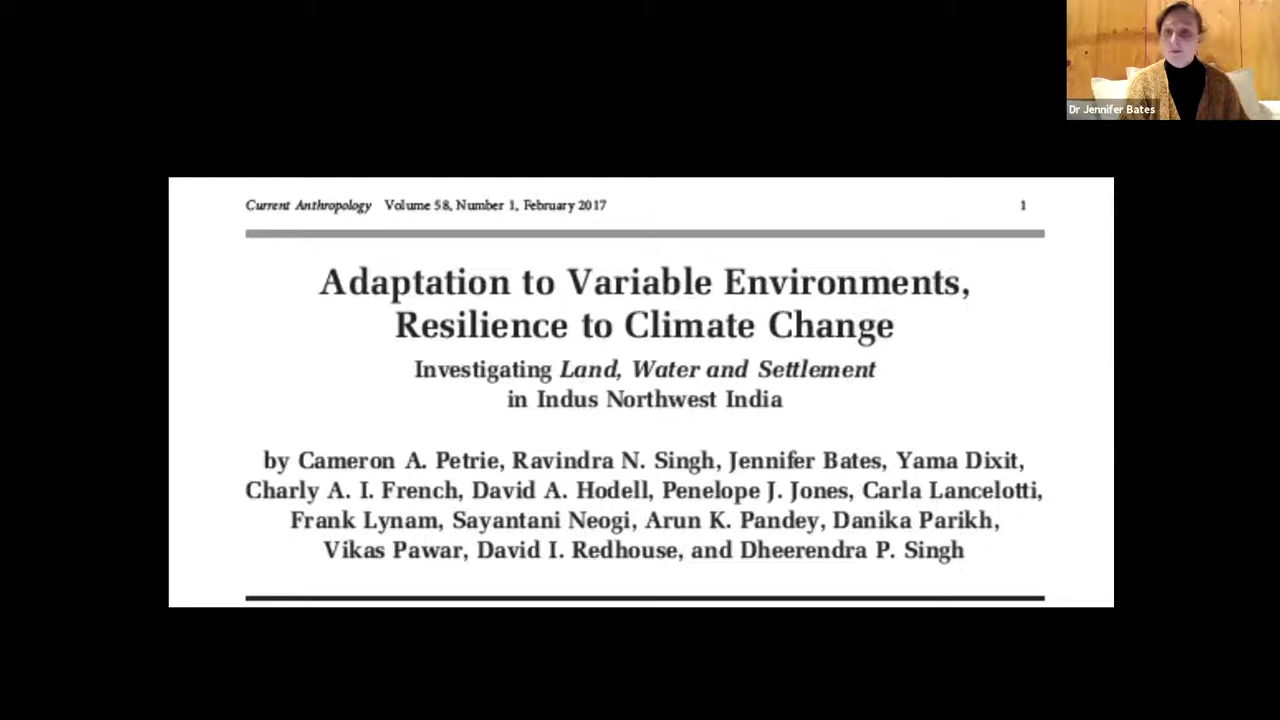 Dr Jennifer Bates
Current Anthropology Volume 58, Number 1, February 2017 1
Adaptation to Variable Environments,
Resilience to Climate Change
Investigating Land, Water and Settlement
in Indus Northwest India
by Cameron A. Petrie, Ravindra N. Singh, Jennifer Bates, Yama Dixit,
Charly A. I. French, David A. Hodell, Penelope J. Jones, Carla Lancelotti,
Frank Lynam, Sayantani Neogi, Arun K. Pandey, Danika Parikh,
Vikas Pawar, David I. Redhouse, and Dheerendra P. Singh